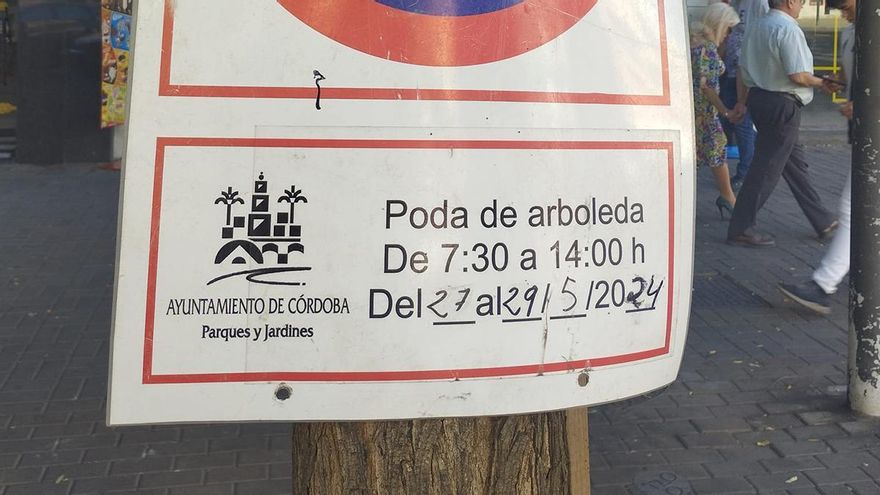 AYUNTAMIENTO DE CÓRDOBA
Parques y Jardines
Poda de arboleda
De 7:30 a 14:00 h
Del 27 al 29/5/2024